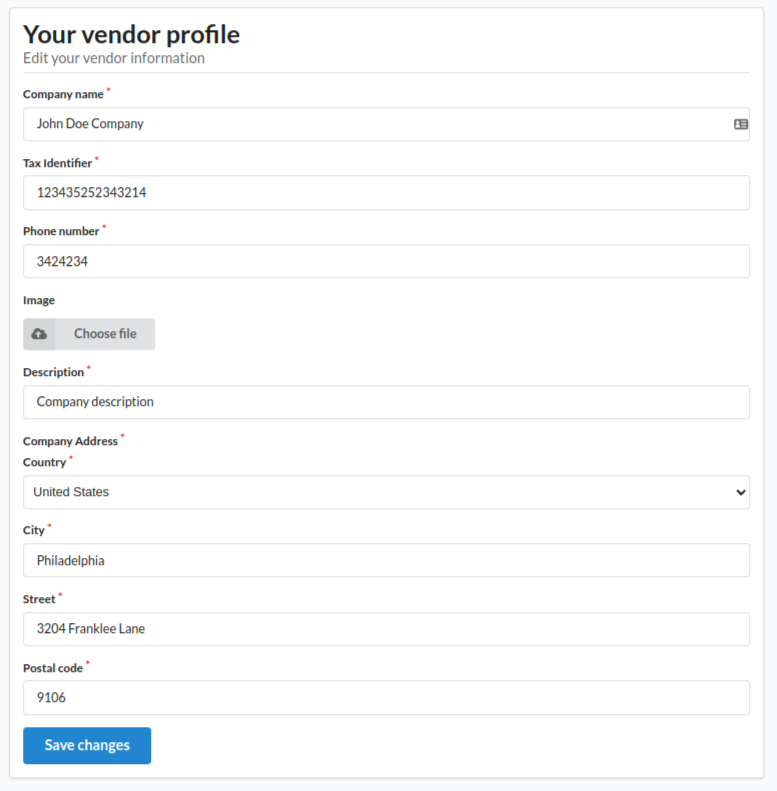 Your vendor profile
Edit your vendor information
Company name *
John Doe Company
Tax Identifier *
123435252343214
Phone number *
3424234
Image
Choose file
Description *
Company description
Company Address *
Country *
United States
City *
Philadelphia
Street *
3204 Franklee Lane
Postal code *
9106
Save changes